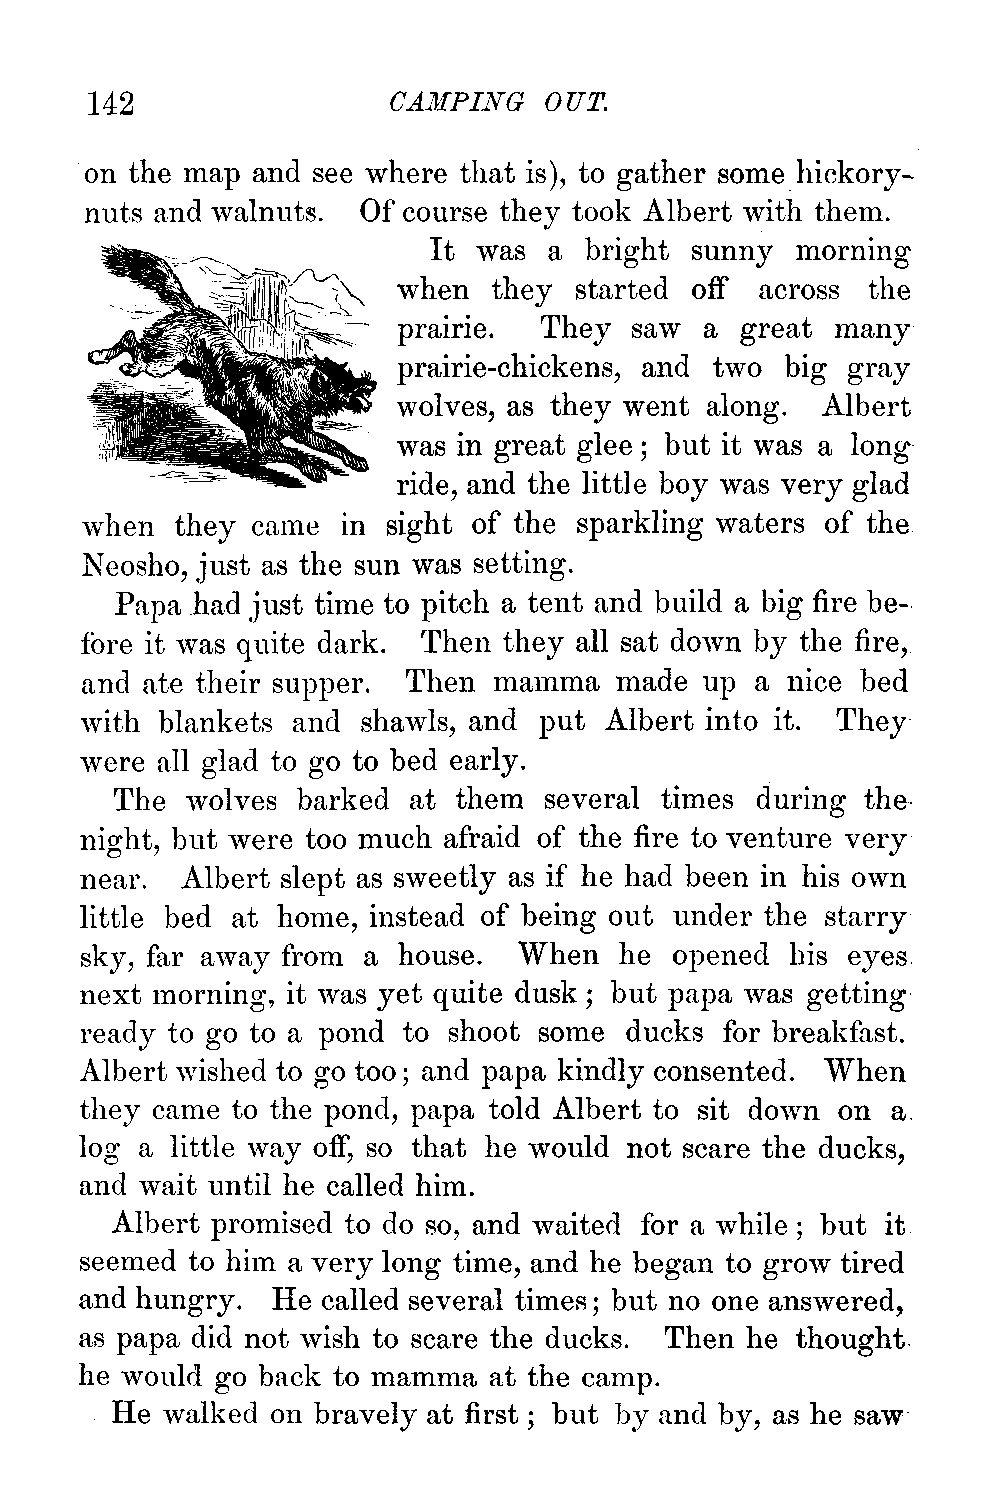 142 CAMPING OUT.
on the map and see where that is), to gather some hickory-
nuts and walnuts. Of course they took Albert with them.
It was a bright sunny morning
when they started off across the
prairie. They saw a great many
prairie-chickens, and two big gray
wolves, as they went along. Albert
was in great glee; but it was a long
ride, and the little boy was very glad
when they came in sight of the sparkling waters of the
Neosho, just as the sun was setting.
Papa had just time to pitch a tent and build a big fire be-
fore it was quite dark. Then they all sat down by the fire,
and ate their supper. Then mamma made up a nice bed
with blankets and shawls, and put Albert into it. They
were all glad to go to bed early.
The wolves barked at them several times during the
night, but were too much afraid of the fire to venture very
near. Albert slept as sweetly as if he had been in his own
little bed at home, instead of being out under the starry
sky, far away from a house. When he opened his eyes
next morning, it was yet quite dusk; but papa was getting
ready to go to a pond to shoot some ducks for breakfast.
Albert wished to go too; and papa kindly consented. When
they came to the pond, papa told Albert to sit down on a
log a little way off, so that he would not scare the ducks,
and wait until he called him.
Albert promised to do so, and waited for a while; but it
seemed to him a very long time, and he began to grow tired
and hungry. He called several times; but no one answered,
as papa did not wish to scare the ducks. Then he thought
he would go back to mamma at the camp.
He walked on bravely at first; but by and by, as he saw